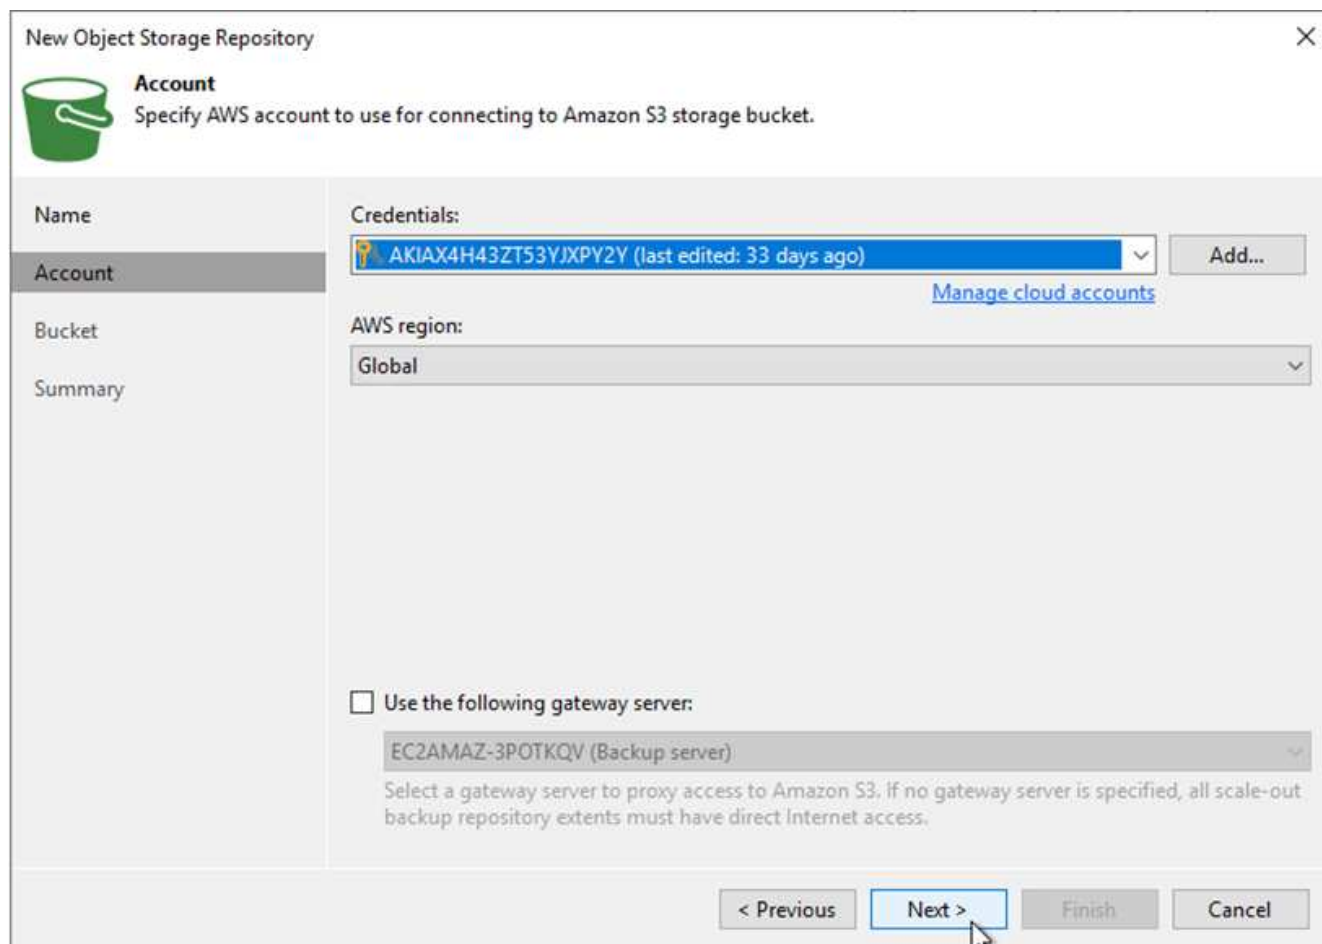 New Object Storage Repository
Account
Specify AWS account to use for connecting to Amazon S3 storage bucket.
Name
Account
Bucket
Summary
Credentials:
AKIAX4H43ZT53YJXPY2Y (last edited: 33 days ago)
Add...
Manage cloud accounts
AWS region:
Global
Use the following gateway server:
EC2AMAZ-3POTKQV (Backup server)
Select a gateway server to proxy access to Amazon S3. If no gateway server is specified, all scale-out
backup repository extents must have direct Internet access.
< Previous
Next >
Finish
Cancel